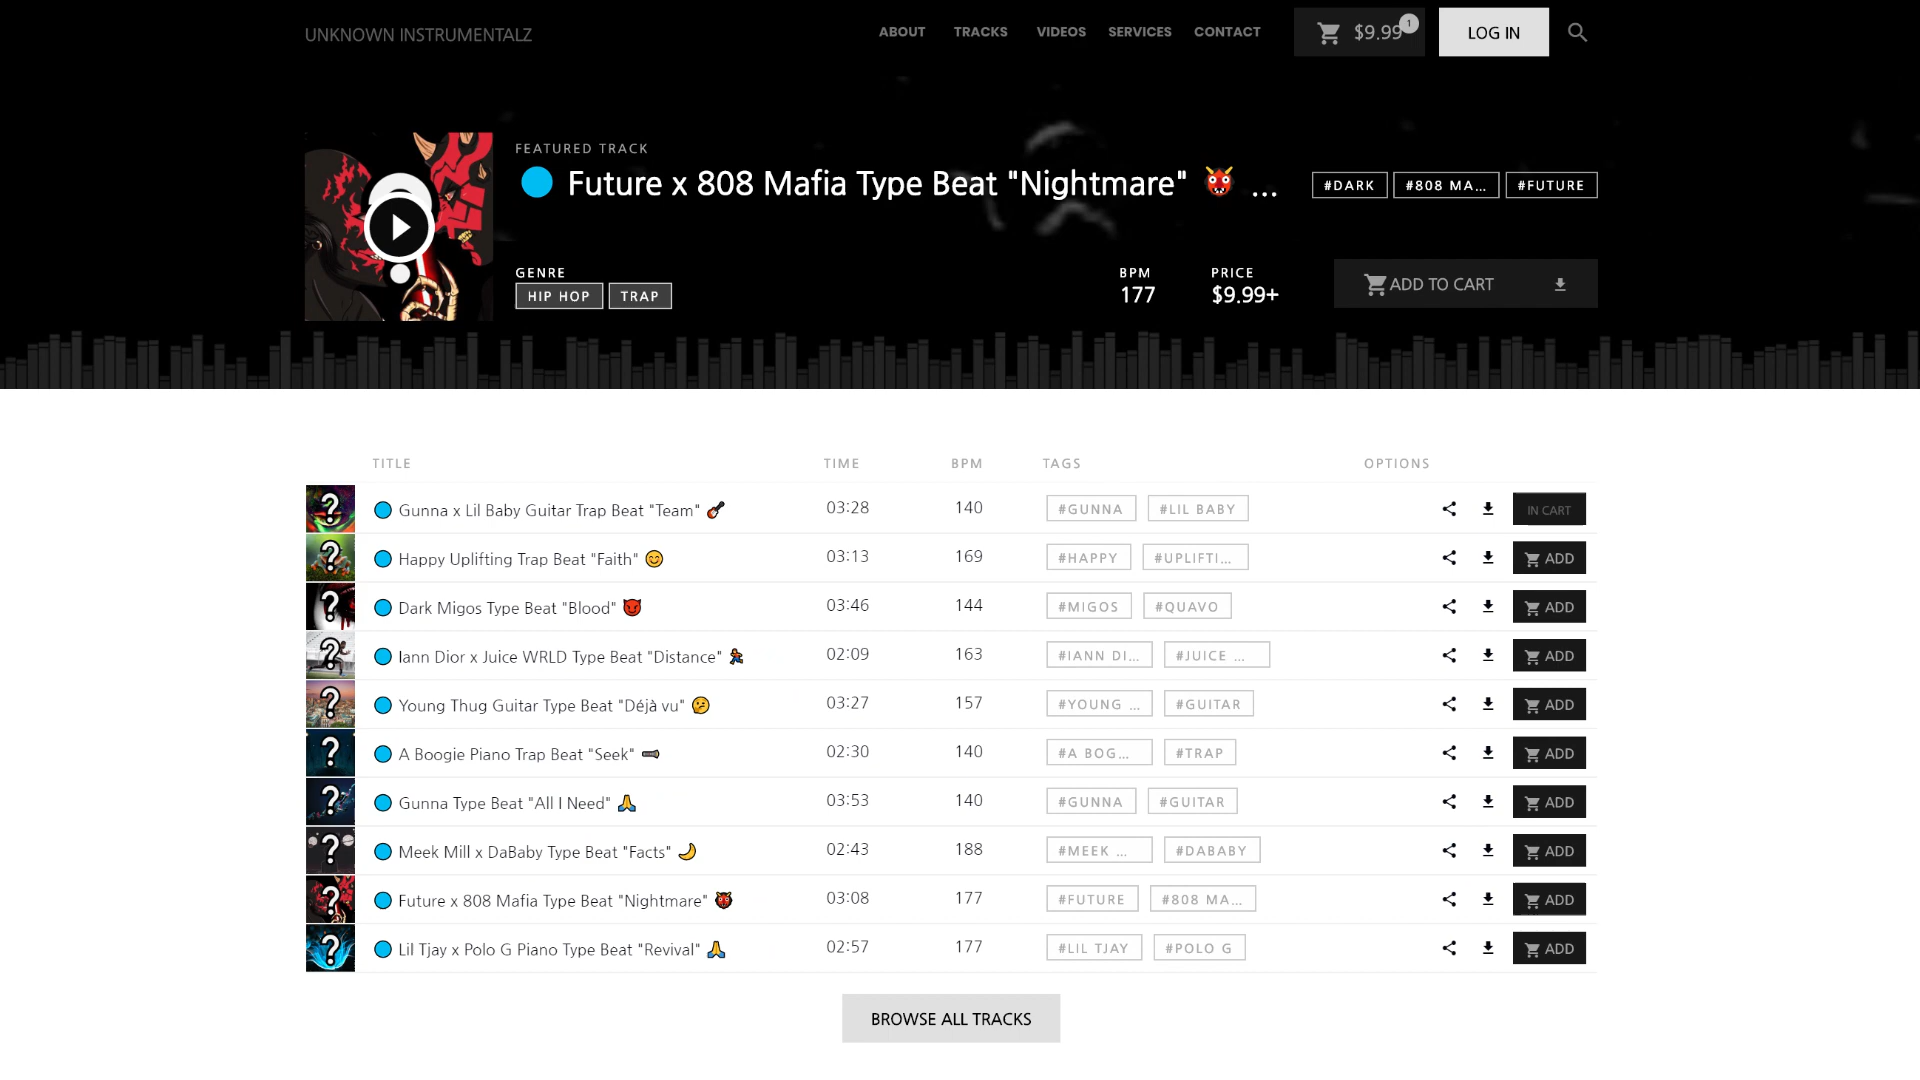 UNKNOWN INSTRUMENTALZ
ABOUT TRACKS VIDEOS SERVICES CONTACT $9.99 1 LOG IN
FEATURED TRACK
Future x 808 Mafia Type Beat "Nightmare" 👹 ... #DARK #808 MA... #FUTURE
GENRE BPM PRICE
HIP HOP TRAP 177 $9.99+ ADD TO CART
TITLE TIME BPM TAGS OPTIONS
Gunna x Lil Baby Guitar Trap Beat "Team" 🎸 03:28 140 #GUNNA #LIL BABY IN CART
Happy Uplifting Trap Beat "Faith" 😊 03:13 169 #HAPPY #UPLIFTI... ADD
Dark Migos Type Beat "Blood" 😈 03:46 144 #MIGOS #QUAVO ADD
Iann Dior x Juice WRLD Type Beat "Distance" 🏃 02:09 163 #IANN DI... #JUICE ... ADD
Young Thug Guitar Type Beat "Déjà vu" 🤔 03:27 157 #YOUNG ... #GUITAR ADD
A Boogie Piano Trap Beat "Seek" 🔦 02:30 140 #A BOG... #TRAP ADD
Gunna Type Beat "All I Need" 🙏 03:53 140 #GUNNA #GUITAR ADD
Meek Mill x DaBaby Type Beat "Facts" 🌙 02:43 188 #MEEK ... #DABABY ADD
Future x 808 Mafia Type Beat "Nightmare" 👹 03:08 177 #FUTURE #808 MA... ADD
Lil Tjay x Polo G Piano Type Beat "Revival" 🙏 02:57 177 #LIL TJAY #POLO G ADD
BROWSE ALL TRACKS